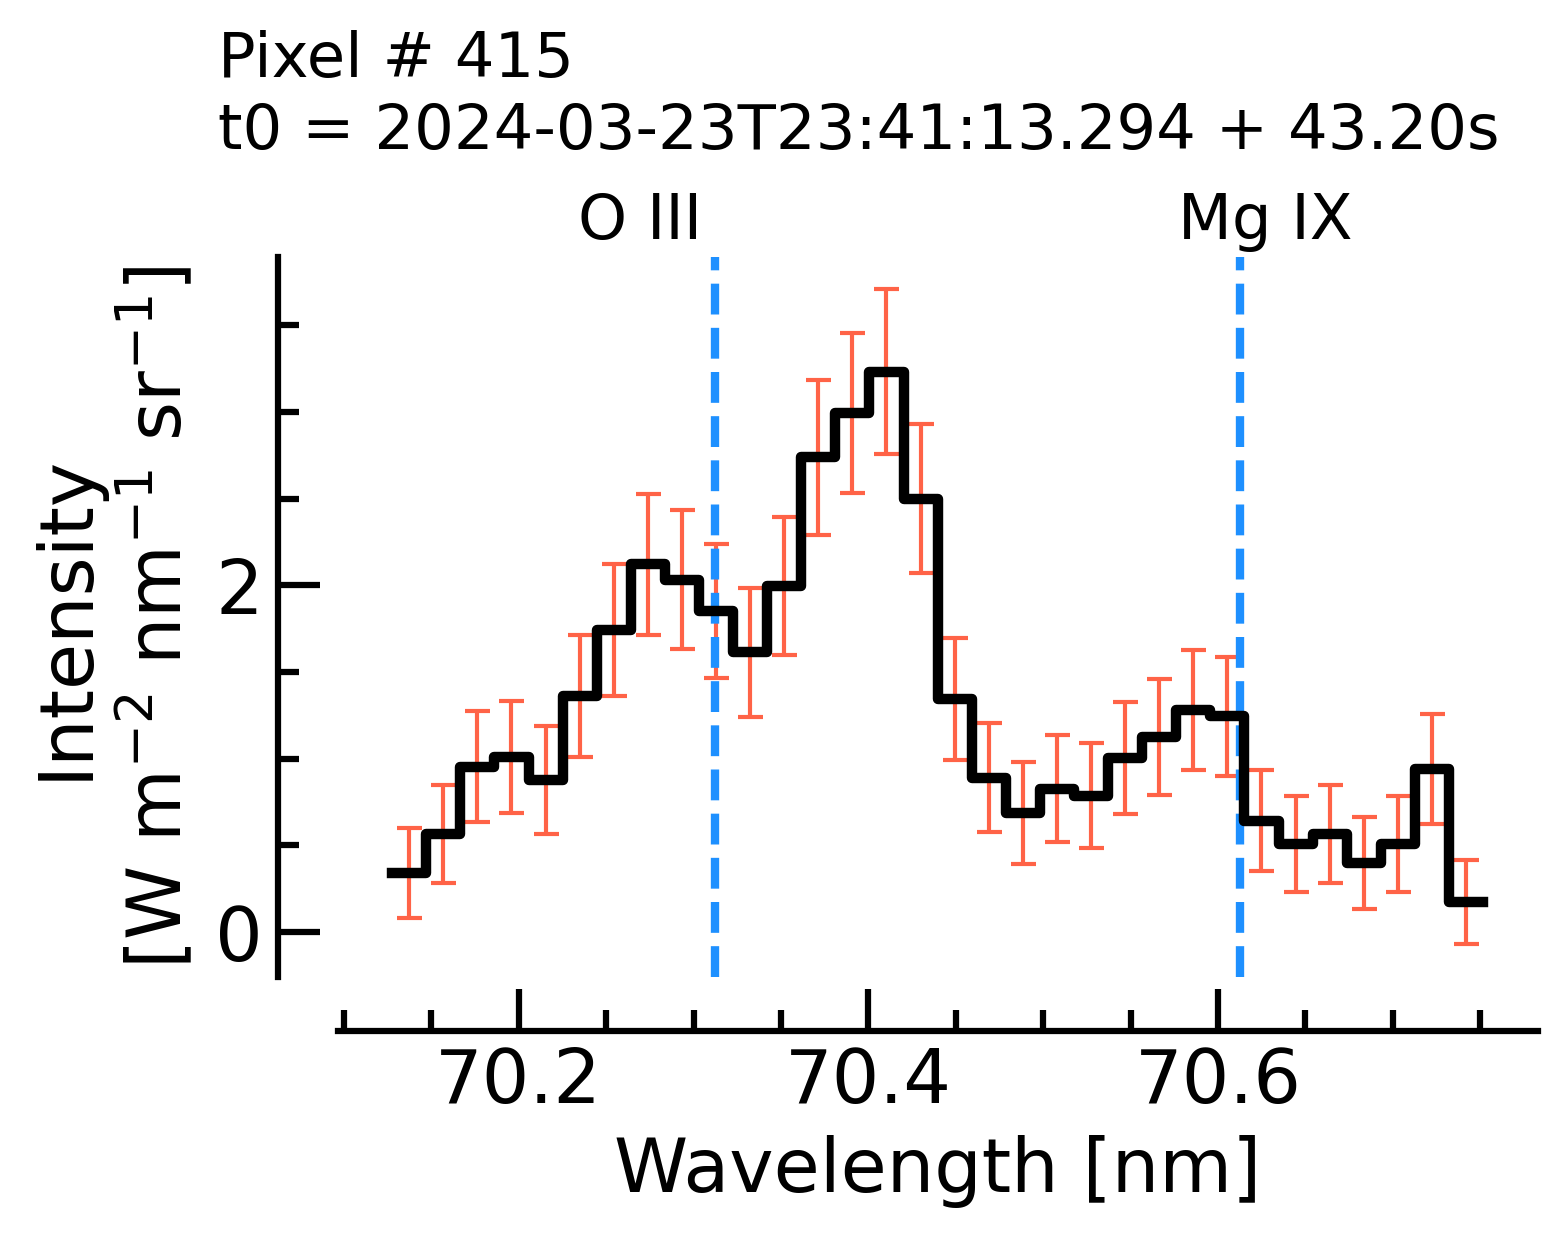 Pixel # 415
t0 = 2024-03-23T23:41:13.294 + 43.20s
O III
Mg IX
Intensity
[W m⁻² nm⁻¹ sr⁻¹]
2
0
70.2
70.4
70.6
Wavelength [nm]